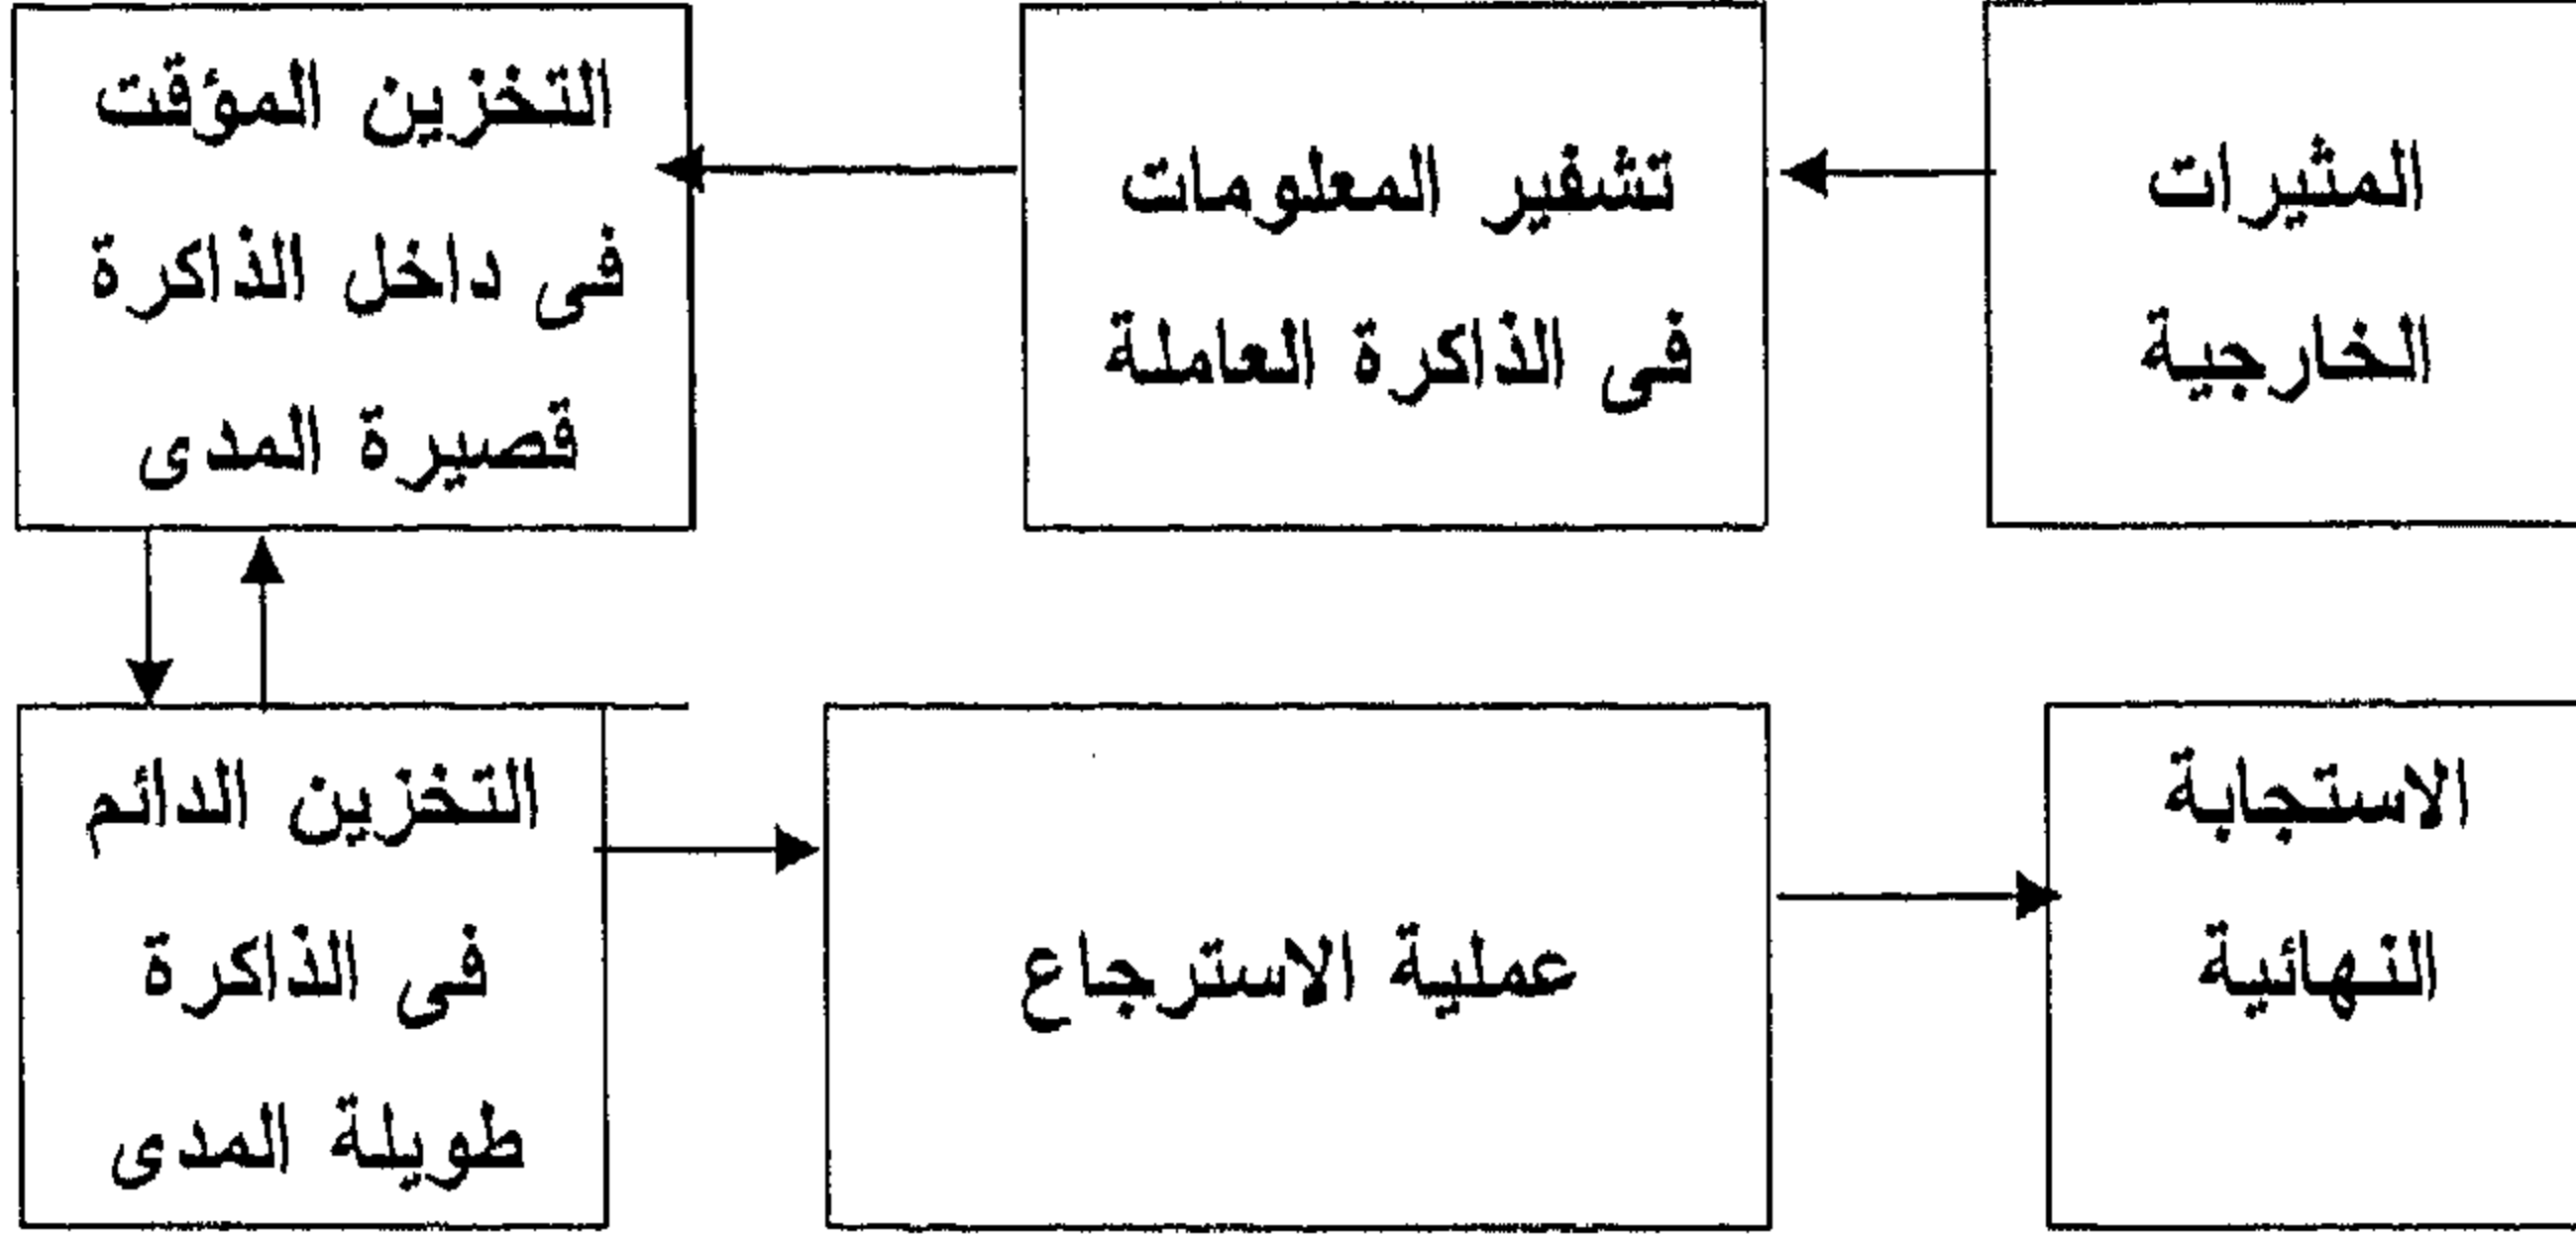 المثيرات
الخارجية
تشفير المعلومات
فى الذاكرة العاملة
التخزين المؤقت
فى داخل الذاكرة
قصيرة المدى
التخزين الدائم
فى الذاكرة
طويلة المدى
عملية الاسترجاع
الاستجابة
النهائية